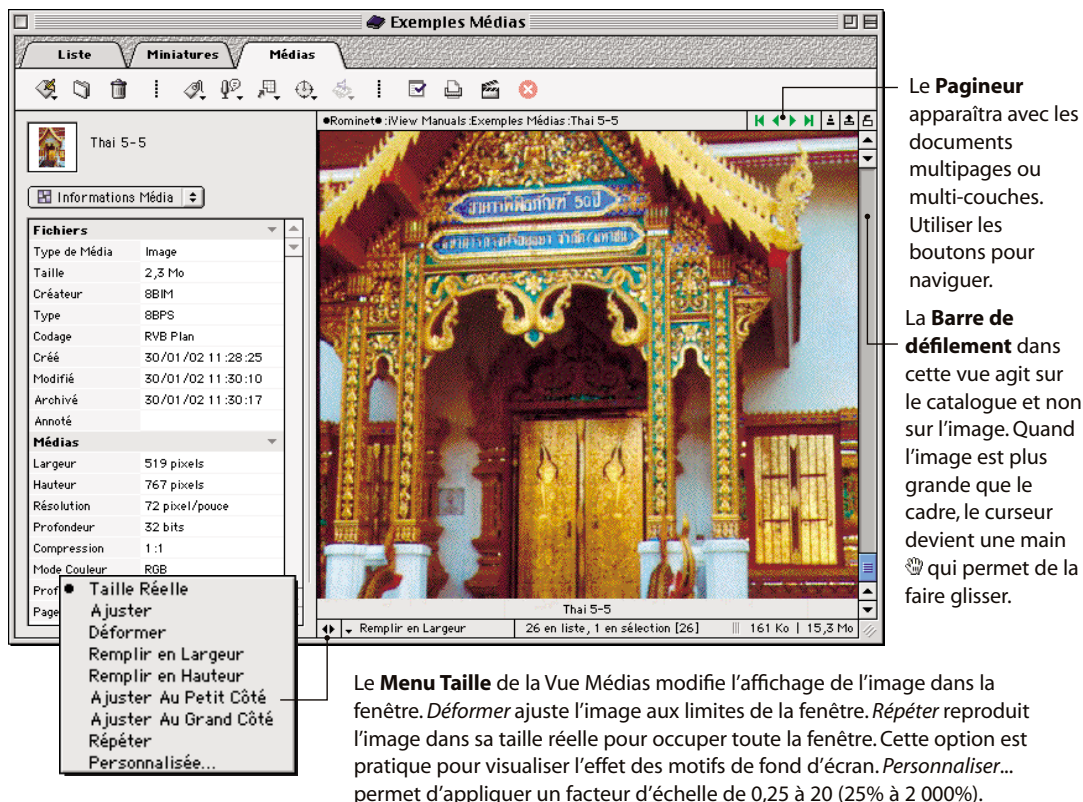 Exemples Médias
Liste
Miniatures
Médias
●Rominet● :iView Manuals :Exemples Médias :Thai 5-5
Thai 5-5
Informations Média
Fichiers
Type de Média Image
Taille 2,3 Mo
Créateur 8BIM
Type 8BPS
Codage RVB Plan
Créé 30/01/02 11:28:25
Modifié 30/01/02 11:30:10
Archivé 30/01/02 11:30:17
Annoté
Médias
Largeur 519 pixels
Hauteur 767 pixels
Résolution 72 pixel/pouce
Profondeur 32 bits
Compression 1:1
Mode Couleur RGB
Prof
Page
Taille Réelle
Ajuster
Déformer
Remplir en Largeur
Remplir en Hauteur
Ajuster Au Petit Côté
Ajuster Au Grand Côté
Répéter
Personnalisée...
50ปี
Thai 5-5
Remplir en Largeur
26 en liste, 1 en sélection [26]
161 Ko | 15,3 Mo
Le Pagineur
apparaîtra avec les
documents
multipages ou
multi-couches.
Utiliser les
boutons pour
naviguer.
La Barre de
défilement dans
cette vue agit sur
le catalogue et non
sur l'image. Quand
l'image est plus
grande que le
cadre, le curseur
devient une main
qui permet de la
faire glisser.
Le Menu Taille de la Vue Médias modifie l'affichage de l'image dans la
fenêtre. Déformer ajuste l'image aux limites de la fenêtre. Répéter reproduit
l'image dans sa taille réelle pour occuper toute la fenêtre. Cette option est
pratique pour visualiser l'effet des motifs de fond d'écran. Personnaliser...
permet d'appliquer un facteur d'échelle de 0,25 à 20 (25% à 2 000%).